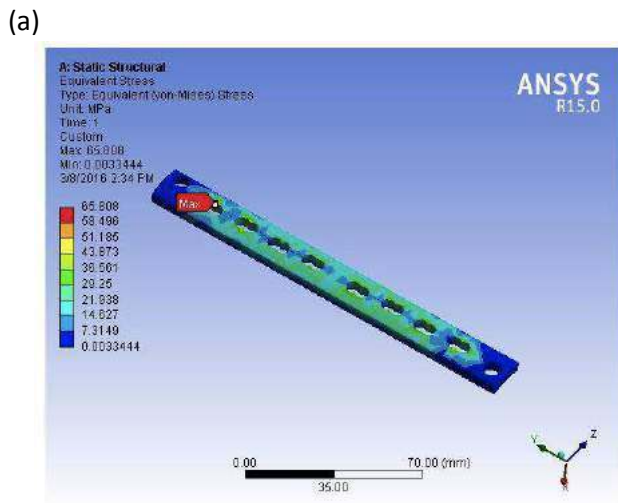 (a)
A: Static Structural
Equivalent Stress
Type: Equivalent (von-Mises) Stress
Unit: MPa
Time: 1
Custom
Max: 65.808
Min: 0.0033444
3/8/2016 2:34 PM
ANSYS
R15.0
Max
65.808
58.496
51.185
43.873
36.561
29.25
21.938
14.627
7.3149
0.0033444
0.00
70.00 (mm)
35.00
Y
Z
X